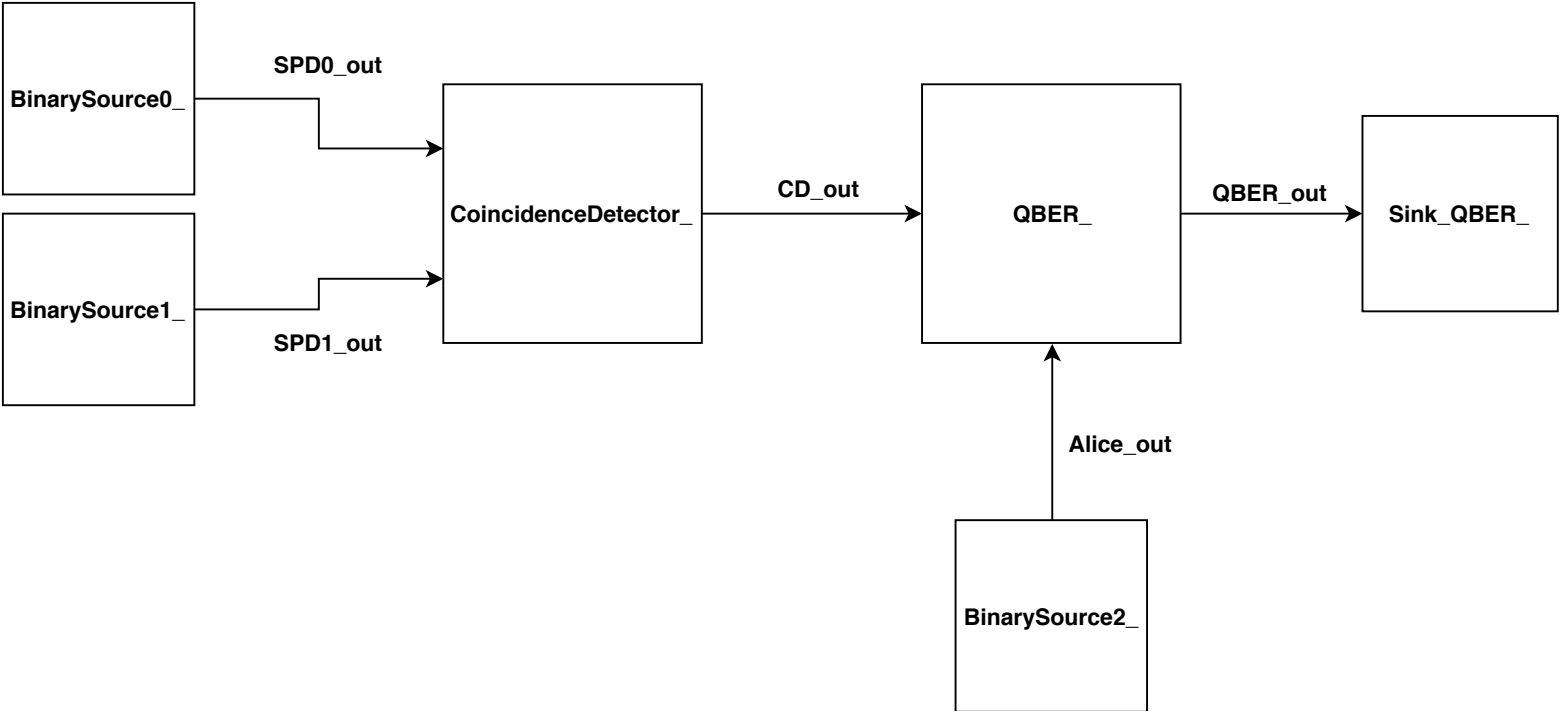 SPD0_out
BinarySource0_
CD_out
QBER_out
CoincidenceDetector_
QBER_
Sink_QBER_
BinarySource1_
SPD1_out
Alice_out
BinarySource2_